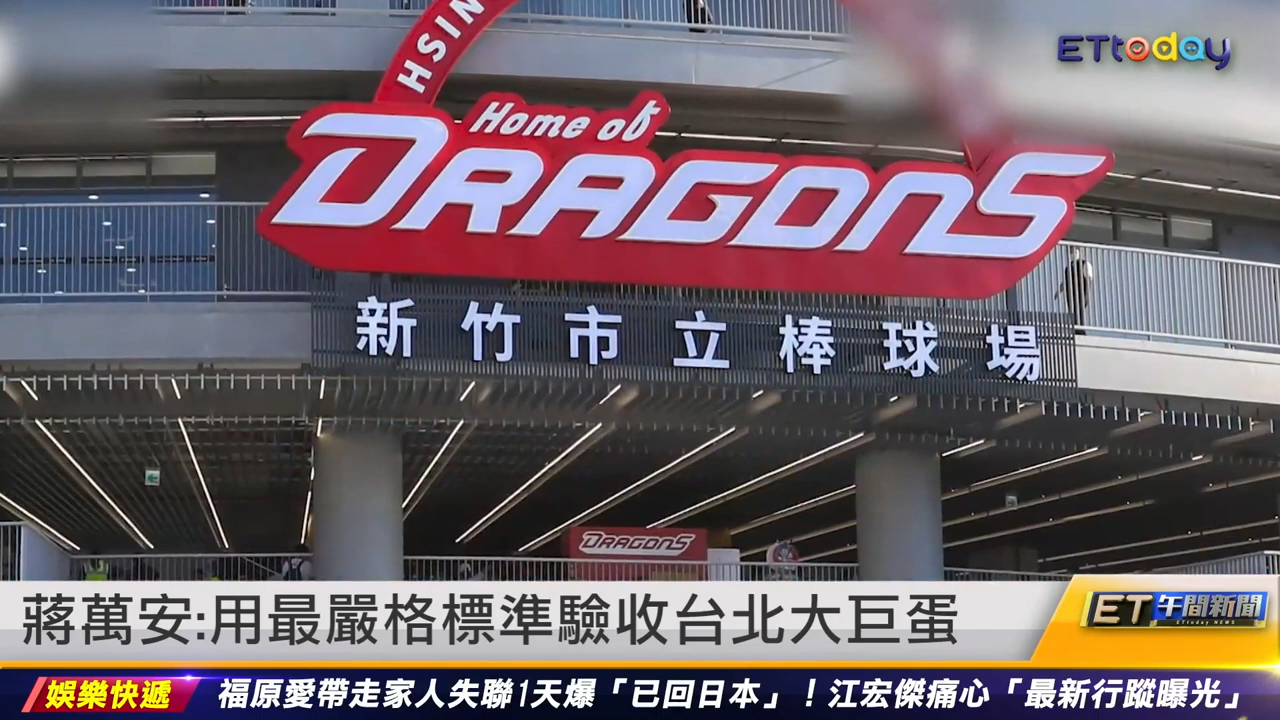 ETtoday
HSIN
Home of
DRAGONS
新竹市立棒球場
DRAGONS
蔣萬安:用最嚴格標準驗收台北大巨蛋
ET午間新聞
ETtoday NEWS
娛樂快遞 福原愛帶走家人失聯1天爆「已回日本」！江宏傑痛心「最新行蹤曝光」